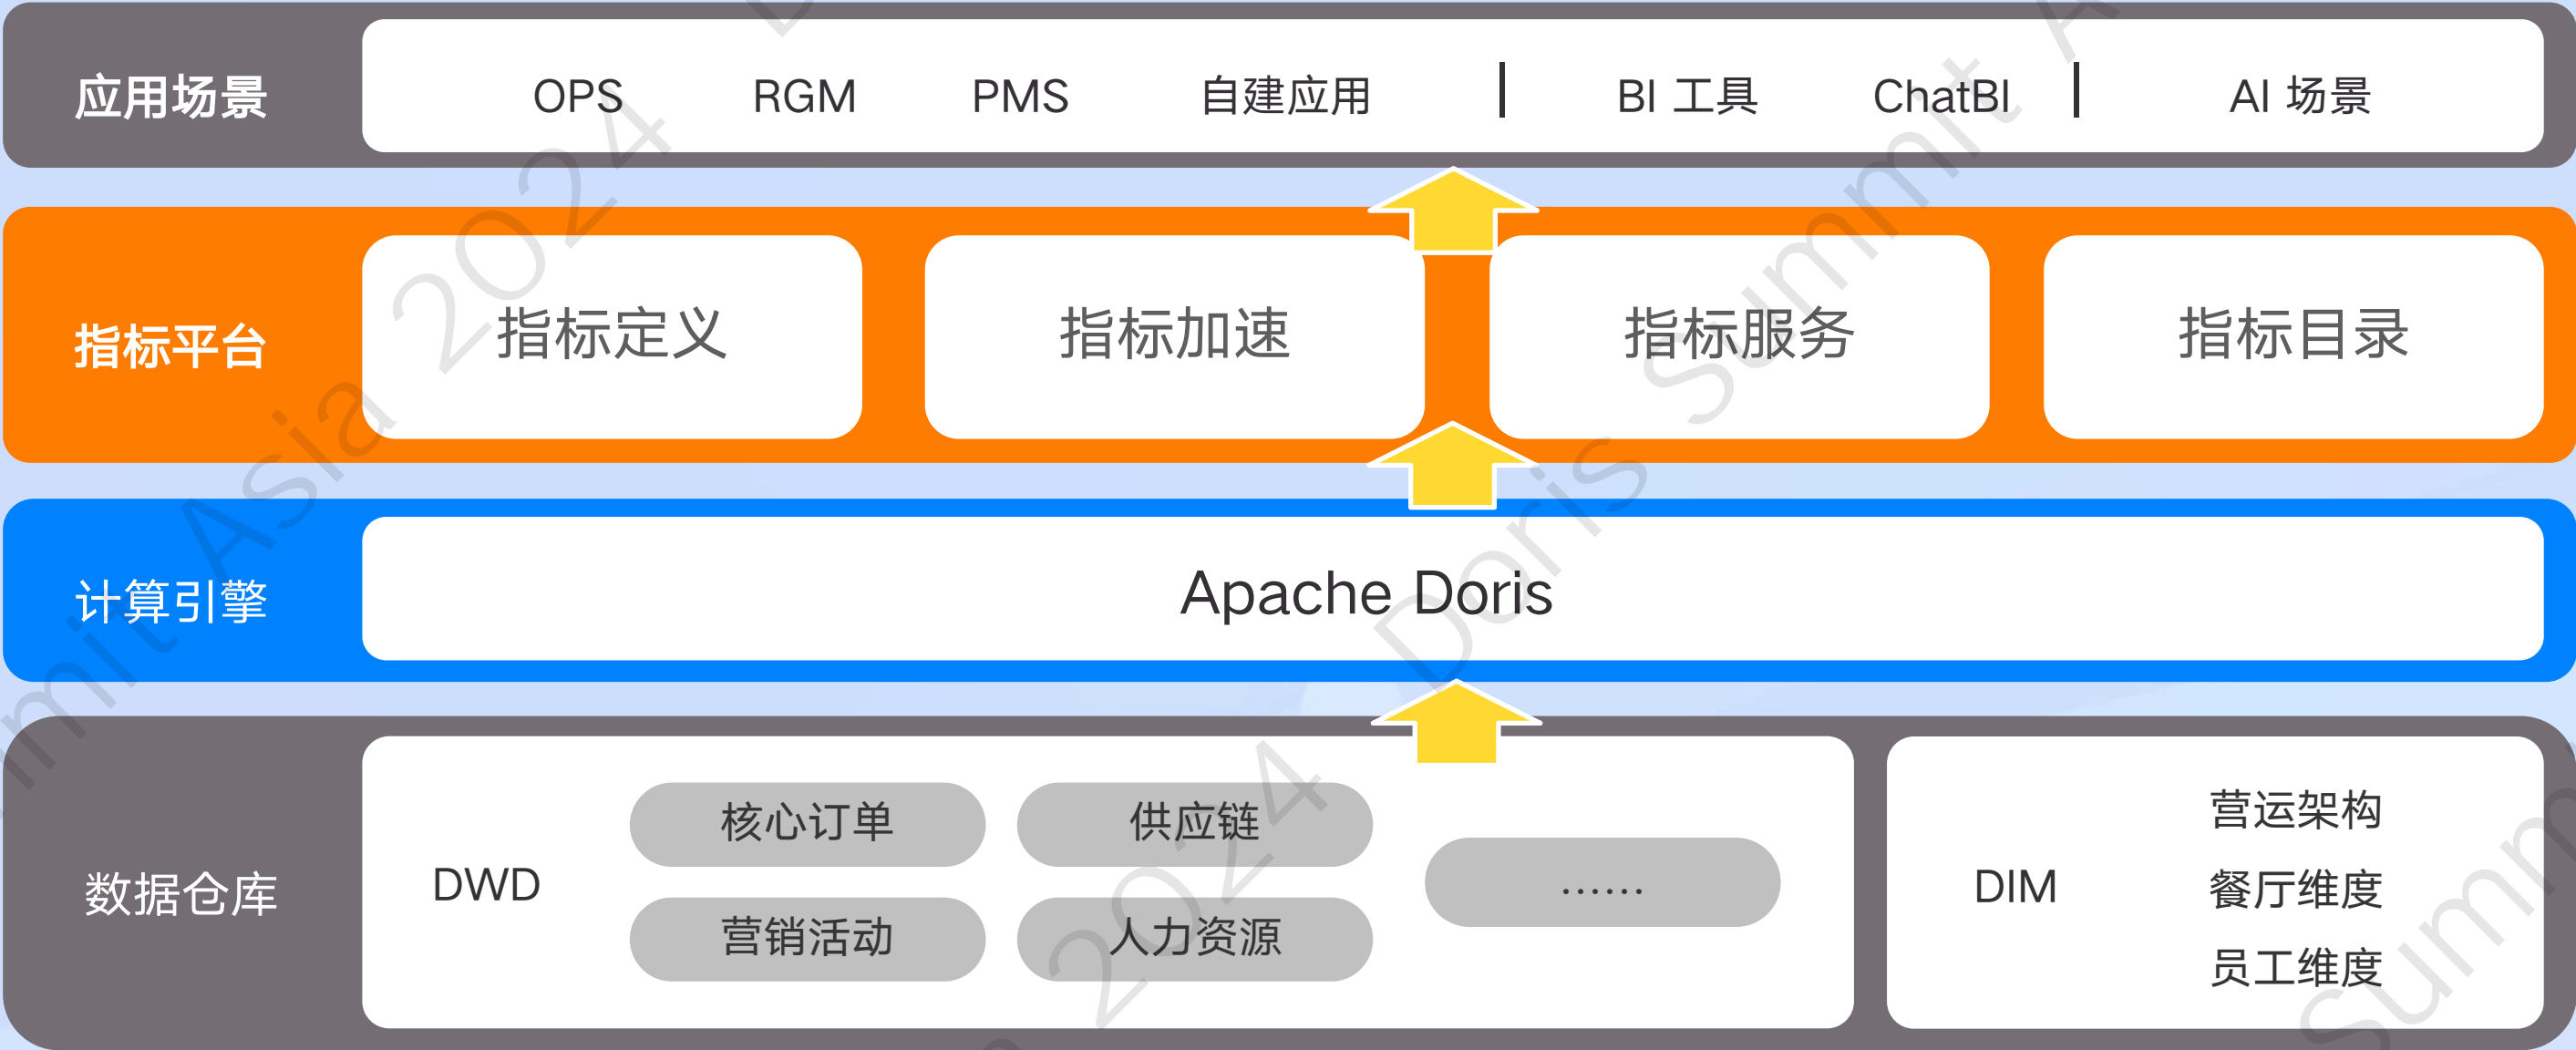 应用场景
OPS RGM PMS 自建应用 | BI 工具 ChatBI | AI 场景
指标平台
指标定义 指标加速 指标服务 指标目录
计算引擎
Apache Doris
数据仓库
DWD
核心订单 供应链
营销活动 人力资源
......
DIM
营运架构
餐厅维度
员工维度
Doris Summit Asia 2024